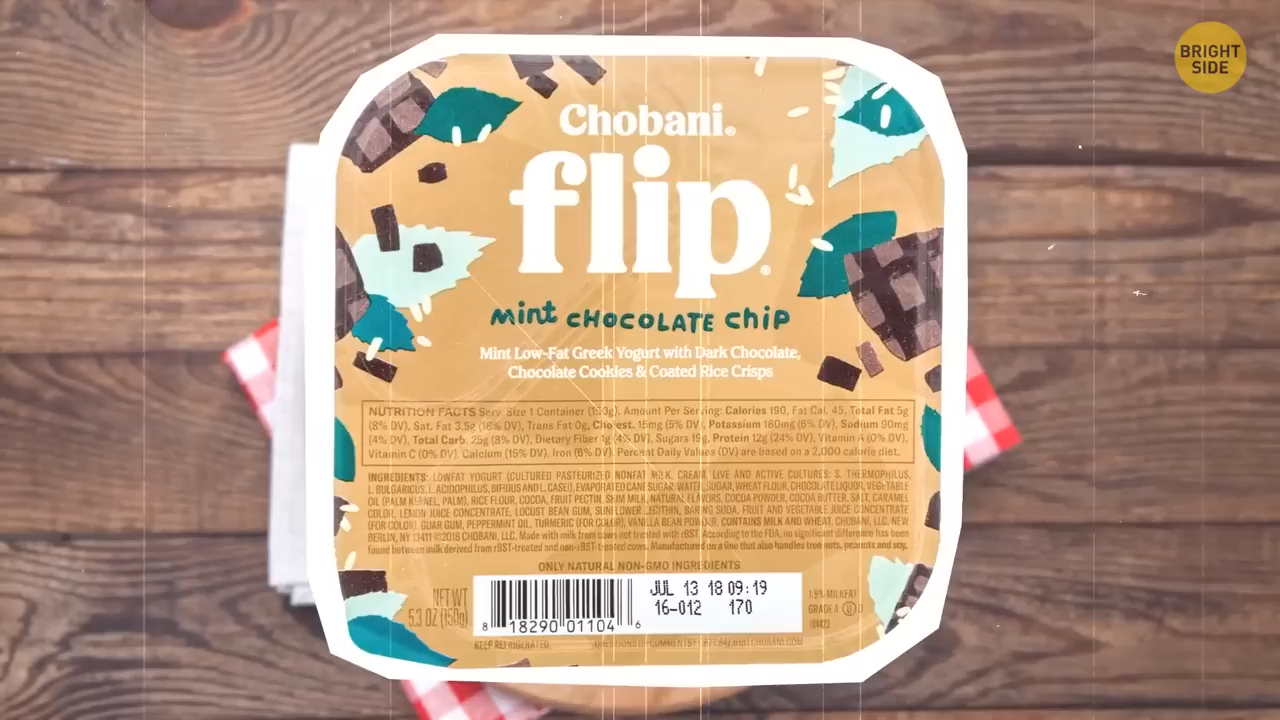 BRIGHT
SIDE
Chobani®
flip®
mint CHOCOLATE chip
Mint Low-Fat Greek Yogurt with Dark Chocolate,
Chocolate Cookies & Coated Rice Crisps
NUTRITION FACTS Serv. Size 1 Container (150g), Amount Per Serving: Calories 190, Fat Cal. 45, Total Fat 5g
(8% DV), Sat. Fat 3.5g (18% DV), Trans Fat 0g, Cholest. 15mg (5% DV), Potassium 180mg (5% DV), Sodium 90mg
(4% DV), Total Carb. 25g (8% DV), Dietary Fiber 1g (4% DV), Sugars 19g, Protein 12g (24% DV), Vitamin A (0% DV),
Vitamin C (0% DV), Calcium (15% DV), Iron (6% DV). Percent Daily Values (DV) are based on a 2,000 calorie diet.
INGREDIENTS: LOWFAT YOGURT (CULTURED PASTEURIZED NONFAT MILK, CREAM, LIVE AND ACTIVE CULTURES: S. THERMOPHILUS,
L. BULGARICUS, L. ACIDOPHILUS, BIFIDUS AND L. CASEI), EVAPORATED CANE SUGAR, WATER, SUGAR, WHEAT FLOUR, CHOCOLATE LIQUOR, VEGETABLE
OIL (PALM KERNEL, PALM), RICE FLOUR, COCOA, FRUIT PECTIN, SKIM MILK, NATURAL FLAVORS, COCOA POWDER, COCOA BUTTER, SALT, CARAMEL
COLOR, LEMON JUICE CONCENTRATE, LOCUST BEAN GUM, SUNFLOWER LECITHIN, BAKING SODA, FRUIT AND VEGETABLE JUICE CONCENTRATE
(FOR COLOR), GUAR GUM, PEPPERMINT OIL, TURMERIC (FOR COLOR), VANILLA BEAN POWDER. CONTAINS MILK AND WHEAT. CHOBANI, LLC. NEW
BERLIN, NY 13411 ©2018 CHOBANI, LLC. Made with milk from cows not treated with rBST. According to the FDA, no significant difference has been
found between milk derived from rBST-treated and non-rBST-treated cows. Manufactured on a line that also handles tree nuts, peanuts and soy.
ONLY NATURAL NON-GMO INGREDIENTS
NET WT
5.3 OZ (150g)
JUL 13 18 09:19
16-012 170
8 18290 01104 6
1.5% MILKFAT
GRADE A U D
KEEP REFRIGERATED